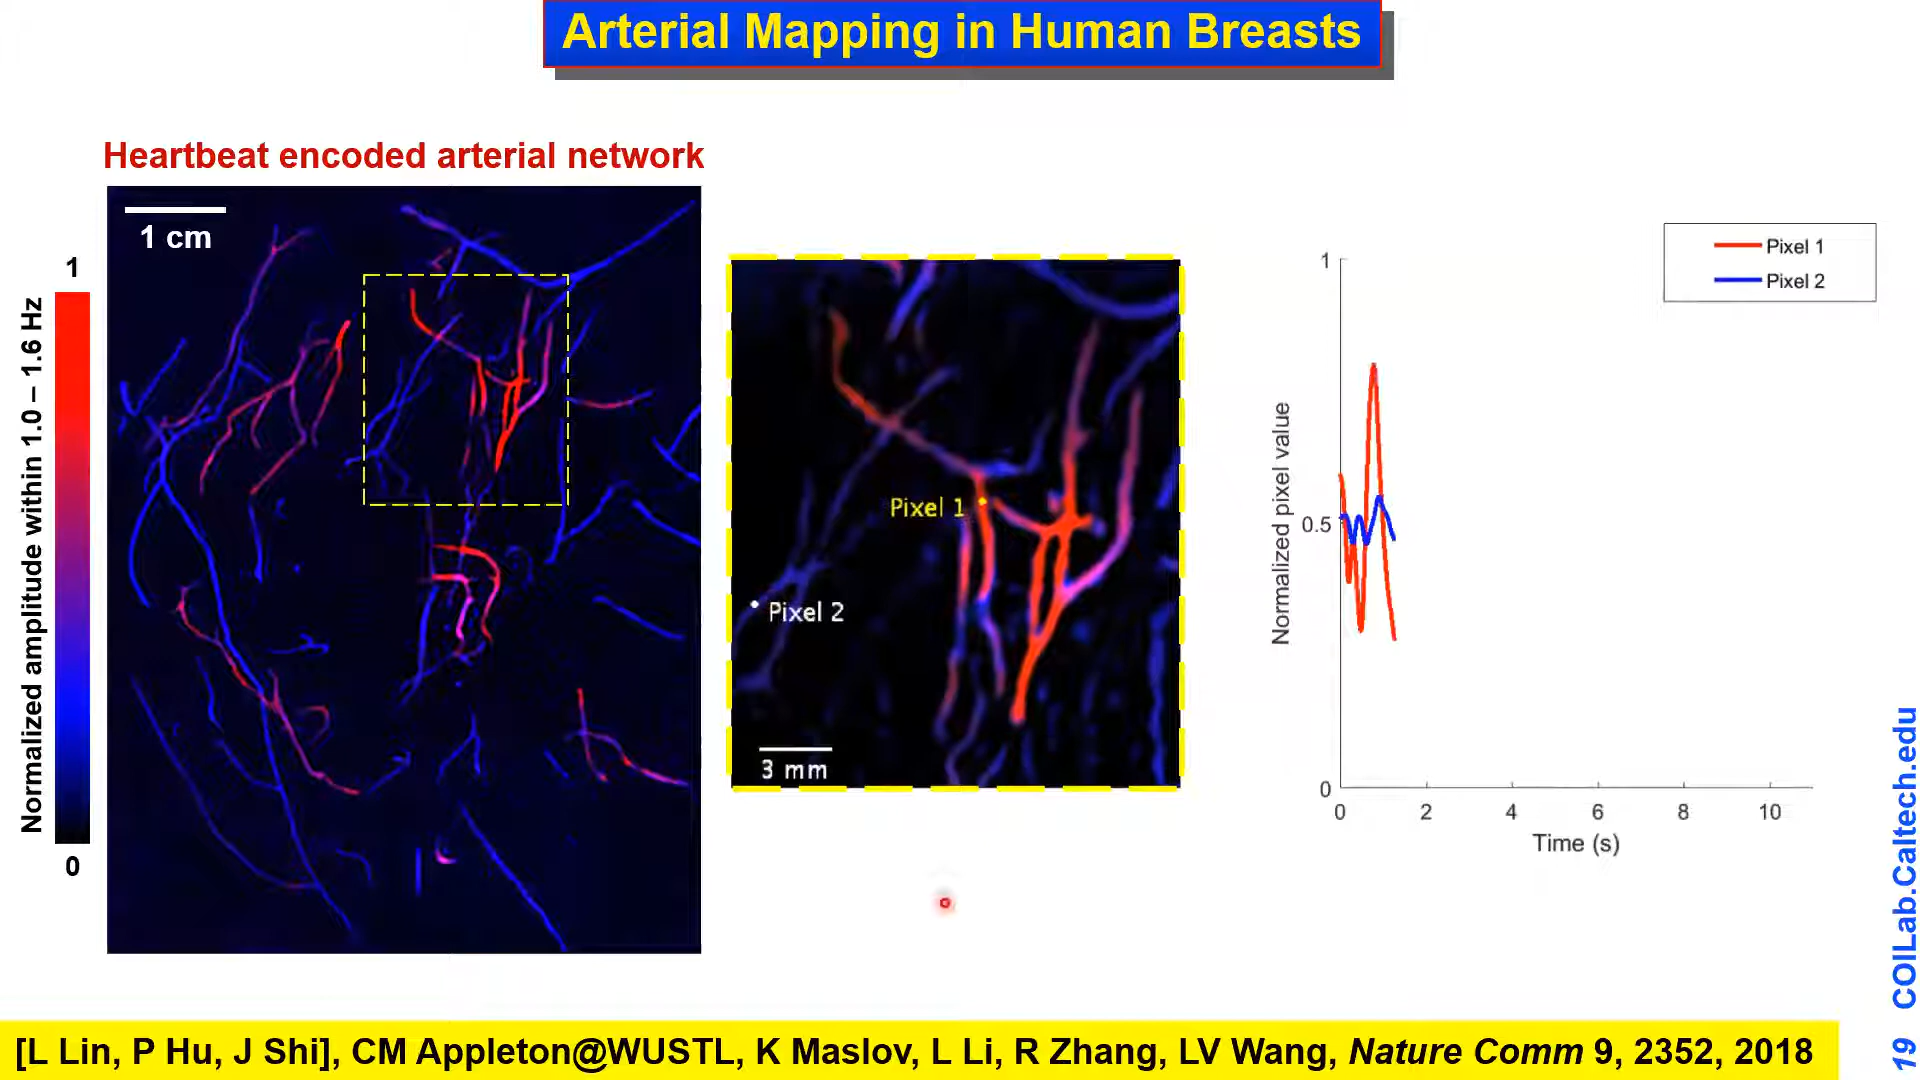 Arterial Mapping in Human Breasts
Heartbeat encoded arterial network
1 cm
1
Normalized amplitude within 1.0 – 1.6 Hz
0
Pixel 1
Pixel 2
3 mm
Pixel 1
Pixel 2
1
0.5
0
Normalized pixel value
0 2 4 6 8 10
Time (s)
19 COILab.Caltech.edu
[L Lin, P Hu, J Shi], CM Appleton@WUSTL, K Maslov, L Li, R Zhang, LV Wang, Nature Comm 9, 2352, 2018